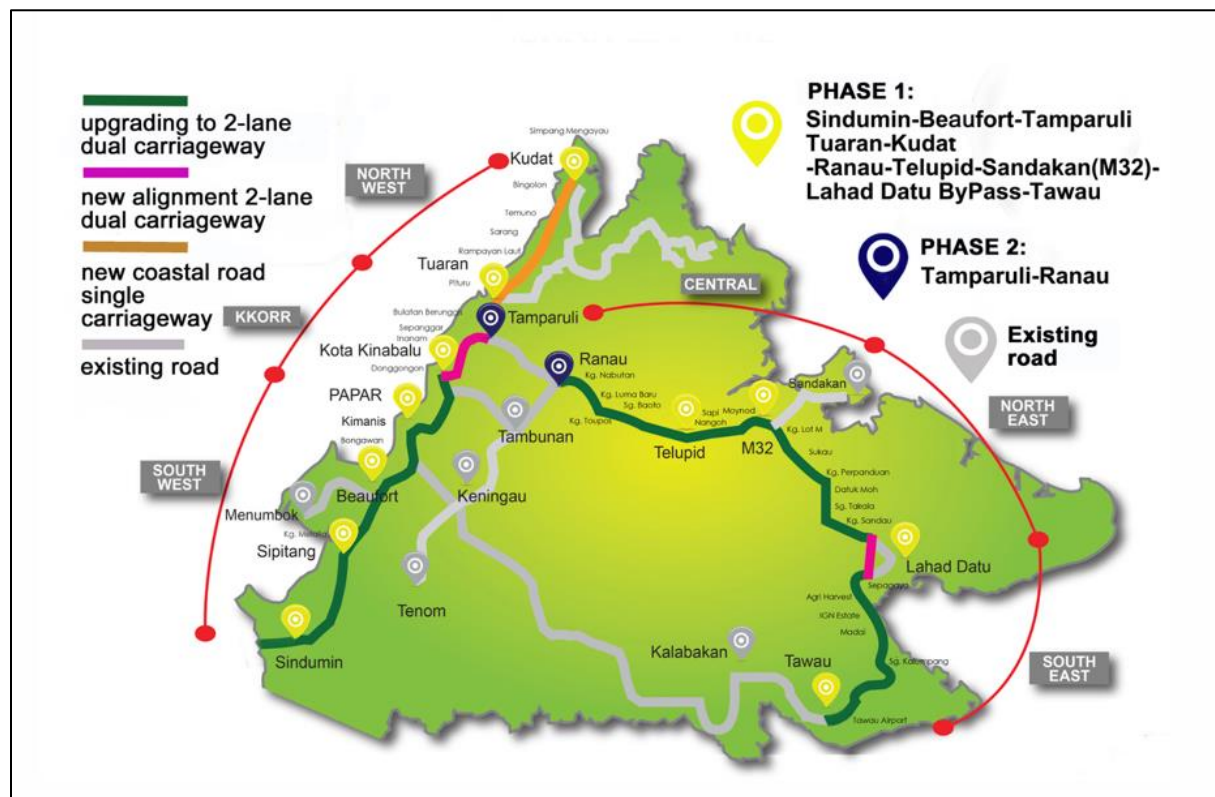 upgrading to 2-lane
dual carriageway
new alignment 2-lane
dual carriageway
new coastal road
single
carriageway
existing road
PHASE 1:
Sindumin-Beaufort-Tamparuli
Tuaran-Kudat
-Ranau-Telupid-Sandakan(M32)-
Lahad Datu ByPass-Tawau
PHASE 2:
Tamparuli-Ranau
Existing
road
NORTH
WEST
KKORR
SOUTH
WEST
CENTRAL
NORTH
EAST
SOUTH
EAST
Simpang Mengayau
Kudat
Bingolon
Temuno
Sarang
Rampayan Laut
Tuaran
Pituru
Bulatan Berungis
Tamparuli
Sepanggar
Inanam
Kota Kinabalu
Donggongon
Ranau
Kg. Nabutan
PAPAR
Kg. Luma Baru
Sg. Baoto
Kg. Toupos
Kimanis
Tambunan
Bongawan
Sapi
Nangoh
Moynod
Sandakan
Kg. Lot M
Telupid
M32
Sukau
Beaufort
Keningau
Menumbok
Kg. Perpanduan
Datuk Moh
Sg. Takala
Kg. Sandau
Sipitang
Lahad Datu
Tenom
Sepagaya
Agri Harvest
IGN Estate
Madai
Sindumin
Kalabakan
Tawau
Sg. Kalumpang
Tawau Airport